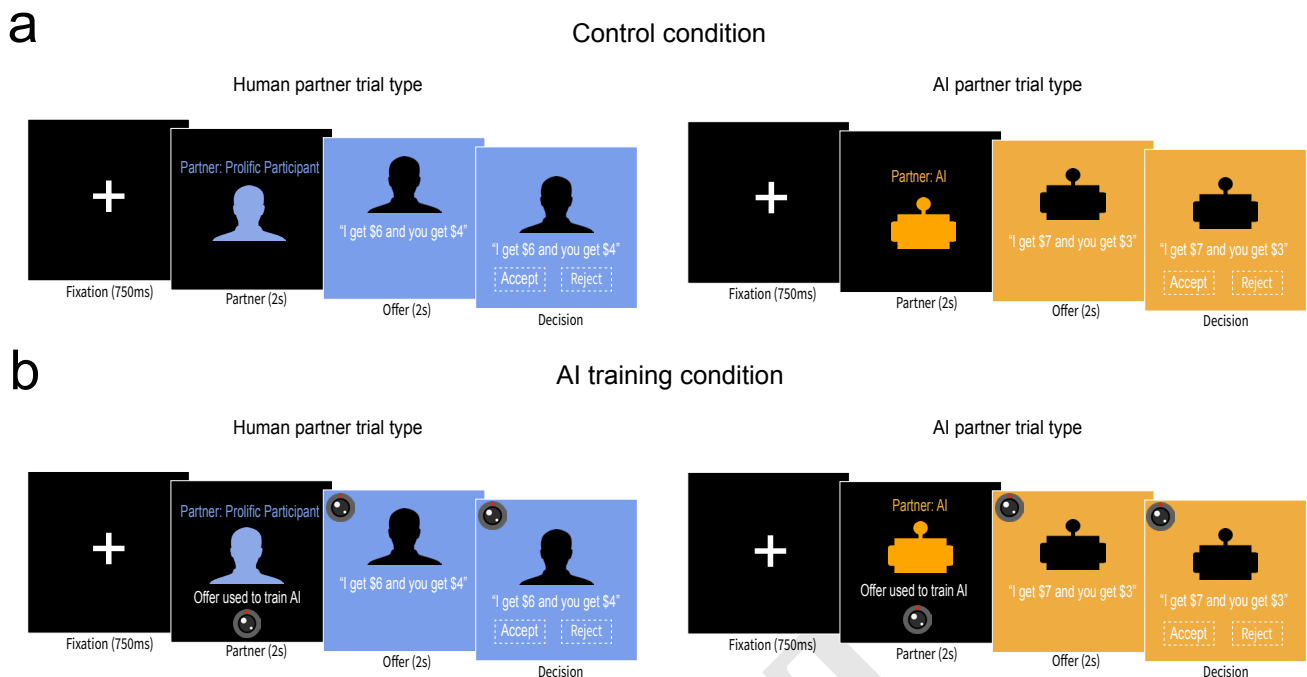 a
Control condition
Human partner trial type
Partner: Prolific Participant
“I get $6 and you get $4”
“I get $6 and you get $4”
Accept
Reject
Fixation (750ms)
Partner (2s)
Offer (2s)
Decision
AI partner trial type
Partner: AI
“I get $7 and you get $3”
“I get $7 and you get $3”
Accept
Reject
Fixation (750ms)
Partner (2s)
Offer (2s)
Decision
b
AI training condition
Human partner trial type
Partner: Prolific Participant
Offer used to train AI
“I get $6 and you get $4”
“I get $6 and you get $4”
Accept
Reject
Fixation (750ms)
Partner (2s)
Offer (2s)
Decision
AI partner trial type
Partner: AI
Offer used to train AI
“I get $7 and you get $3”
“I get $7 and you get $3”
Accept
Reject
Fixation (750ms)
Partner (2s)
Offer (2s)
Decision